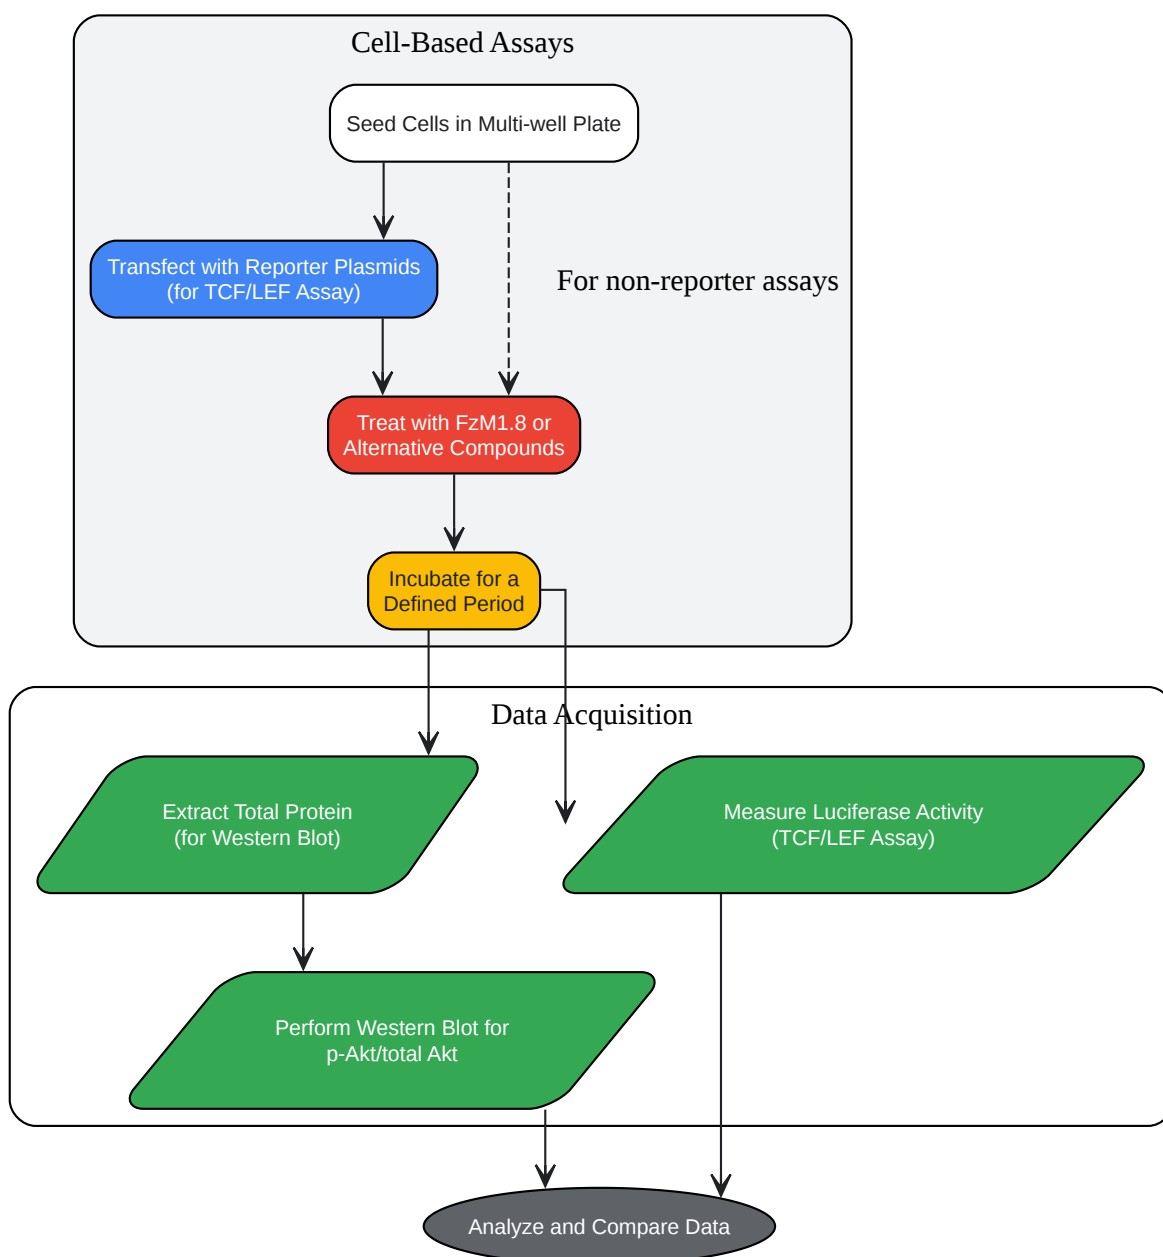 Cell-Based Assays
Seed Cells in Multi-well Plate
Transfect with Reporter Plasmids
(for TCF/LEF Assay)
For non-reporter assays
Treat with FzM1.8 or
Alternative Compounds
Incubate for a
Defined Period
Data Acquisition
Extract Total Protein
(for Western Blot)
Measure Luciferase Activity
(TCF/LEF Assay)
Perform Western Blot for
p-Akt/total Akt
Analyze and Compare Data